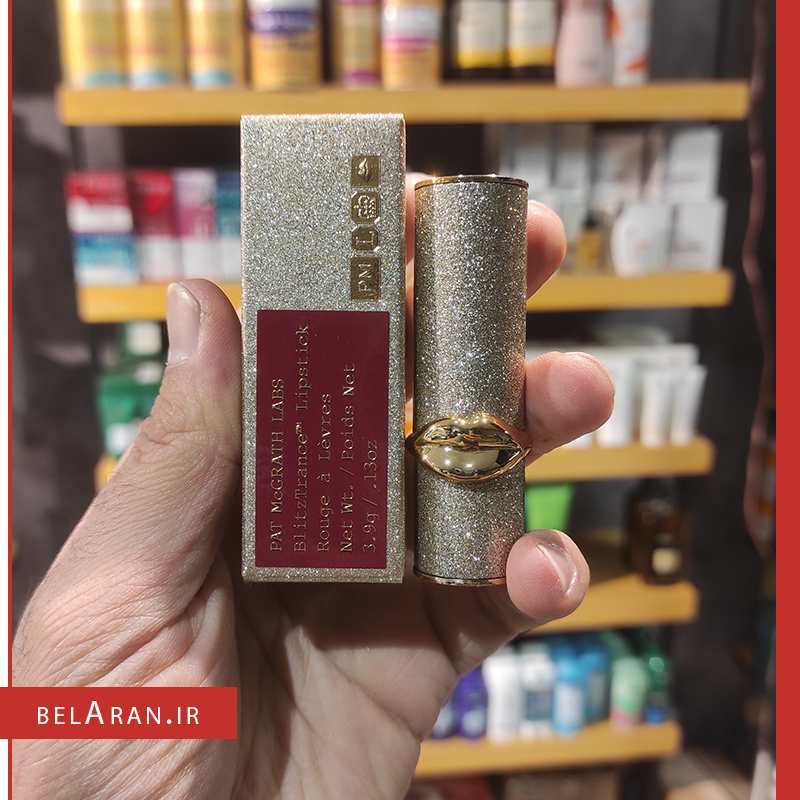 PM L
PAT McGRATH LABS
BlitzTrance™ Lipstick
Rouge à Lèvres
Net Wt. / Poids Net
3.9g / .13oz
BELARAN.IR